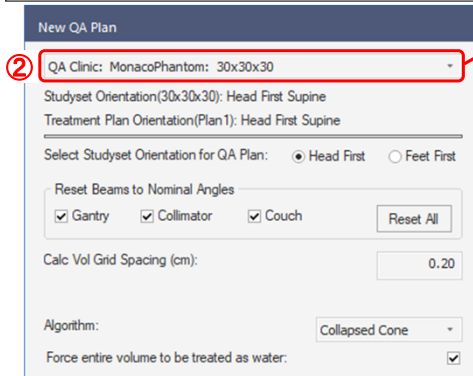 New QA Plan
② QA Clinic: MonacoPhantom: 30x30x30
Studyset Orientation(30x30x30): Head First Supine
Treatment Plan Orientation(Plan1): Head First Supine
Select Studyset Orientation for QA Plan: Head First Feet First
Reset Beams to Nominal Angles
Gantry Collimator Couch Reset All
Calc Vol Grid Spacing (cm): 0.20
Algorithm: Collapsed Cone
Force entire volume to be treated as water: